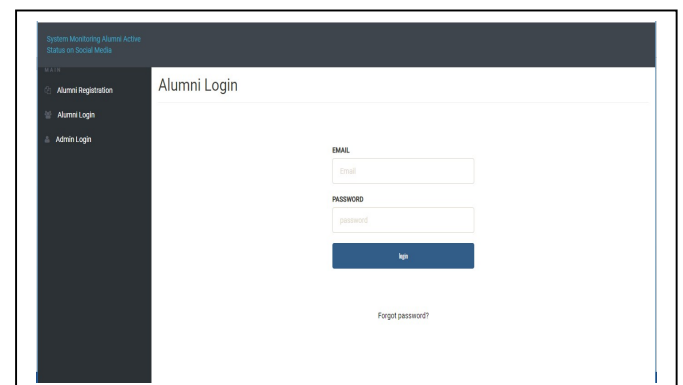 System Monitoring Alumni Active
Status on Social Media
MAIN
Alumni Registration
Alumni Login
Admin Login
Alumni Login
EMAIL
Email
PASSWORD
password
login
Forgot password?